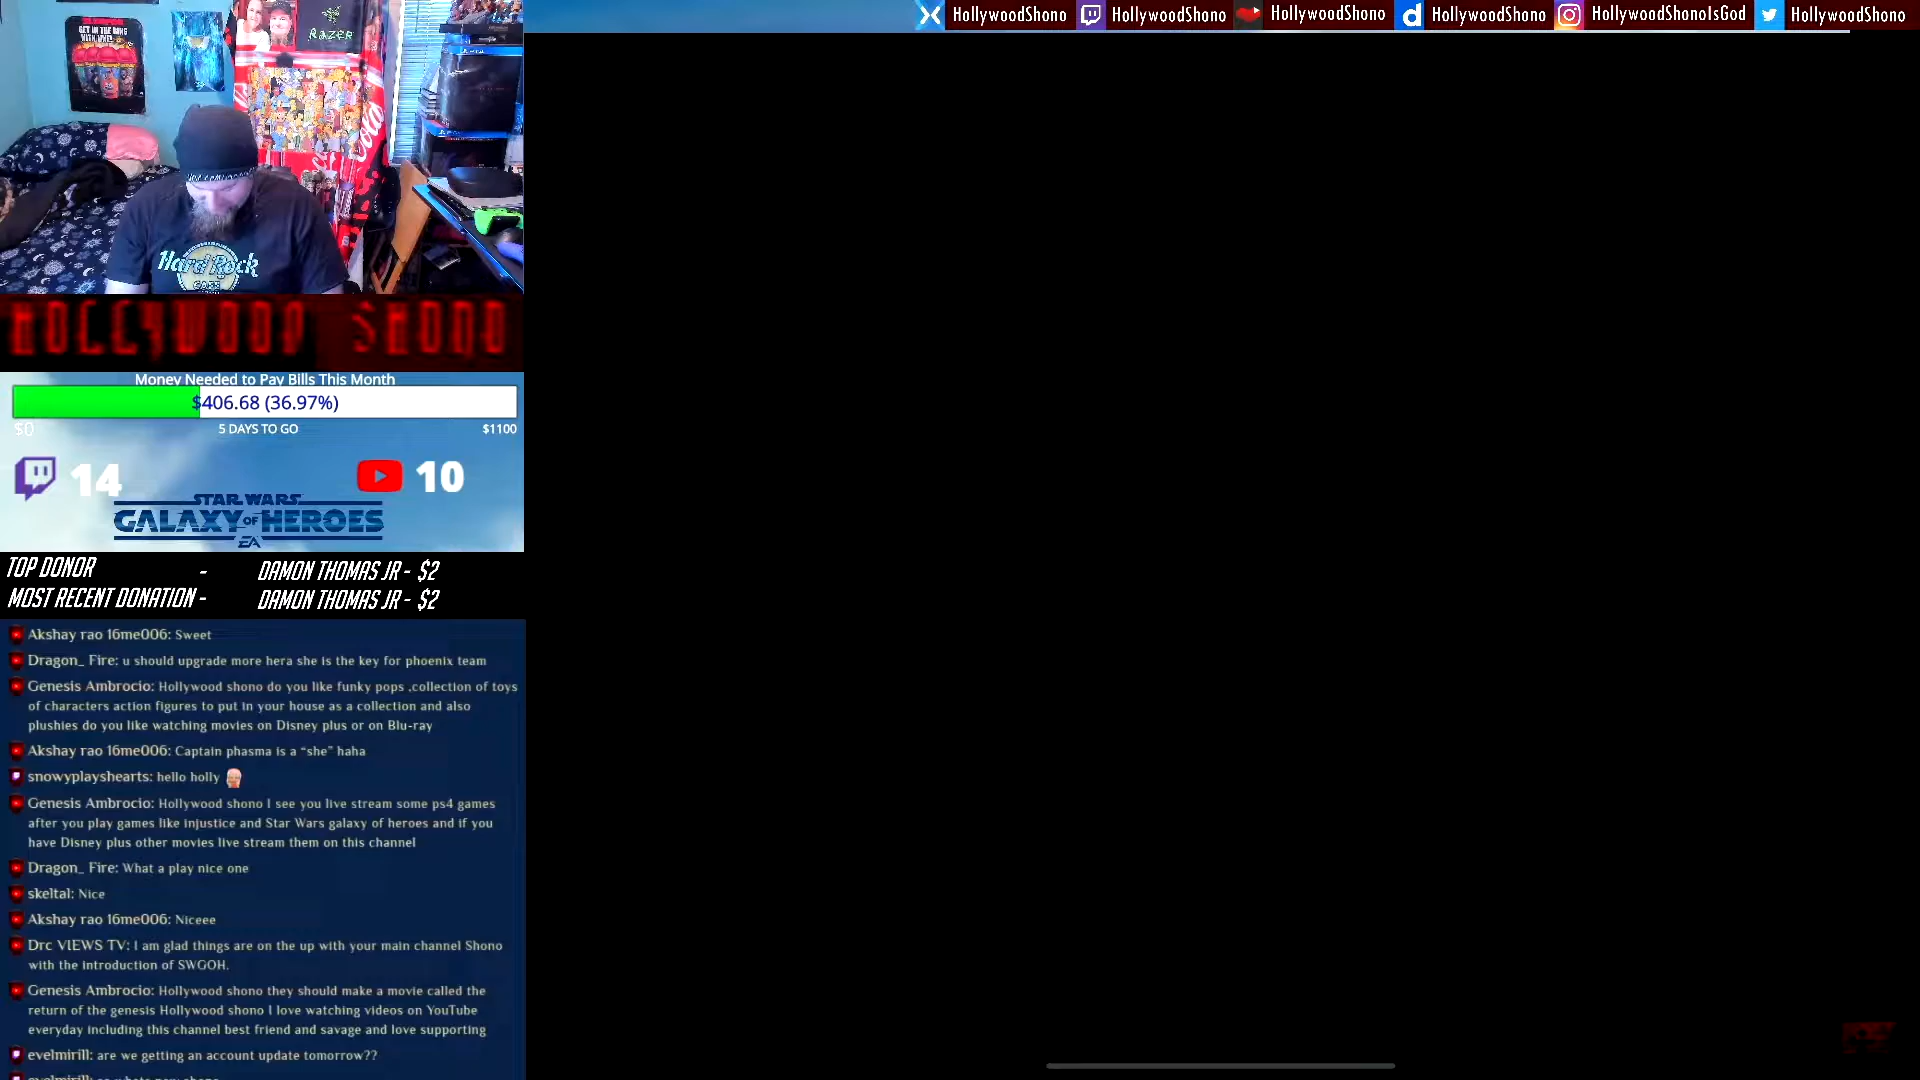 HollywoodShono HollywoodShono HollywoodShono HollywoodShono HollywoodShonoIsGod HollywoodShono
GET IN THE RING
RAZER
Hard Rock
CAFE
HOLLYWOOD SHONO
Money Needed to Pay Bills This Month
$406.68 (36.97%)
$0 5 DAYS TO GO $1100
14 10
STAR WARS
GALAXY OF HEROES
EA
TOP DONOR - DAMON THOMAS JR - $2
MOST RECENT DONATION - DAMON THOMAS JR - $2
Akshay rao 16me006: Sweet
Dragon_ Fire: u should upgrade more hera she is the key for phoenix team
Genesis Ambrocio: Hollywood shono do you like funky pops ,collection of toys
of characters action figures to put in your house as a collection and also
plushies do you like watching movies on Disney plus or on Blu-ray
Akshay rao 16me006: Captain phasma is a “she” haha
snowyplayshearts: hello holly
Genesis Ambrocio: Hollywood shono I see you live stream some ps4 games
after you play games like injustice and Star Wars galaxy of heroes and if you
have Disney plus other movies live stream them on this channel
Dragon_ Fire: What a play nice one
skeltal: Nice
Akshay rao 16me006: Niceee
Drc VIEWS TV: I am glad things are on the up with your main channel Shono
with the introduction of SWGOH.
Genesis Ambrocio: Hollywood shono they should make a movie called the
return of the genesis Hollywood shono I love watching videos on YouTube
everyday including this channel best friend and savage and love supporting
evelmirill: are we getting an account update tomorrow??